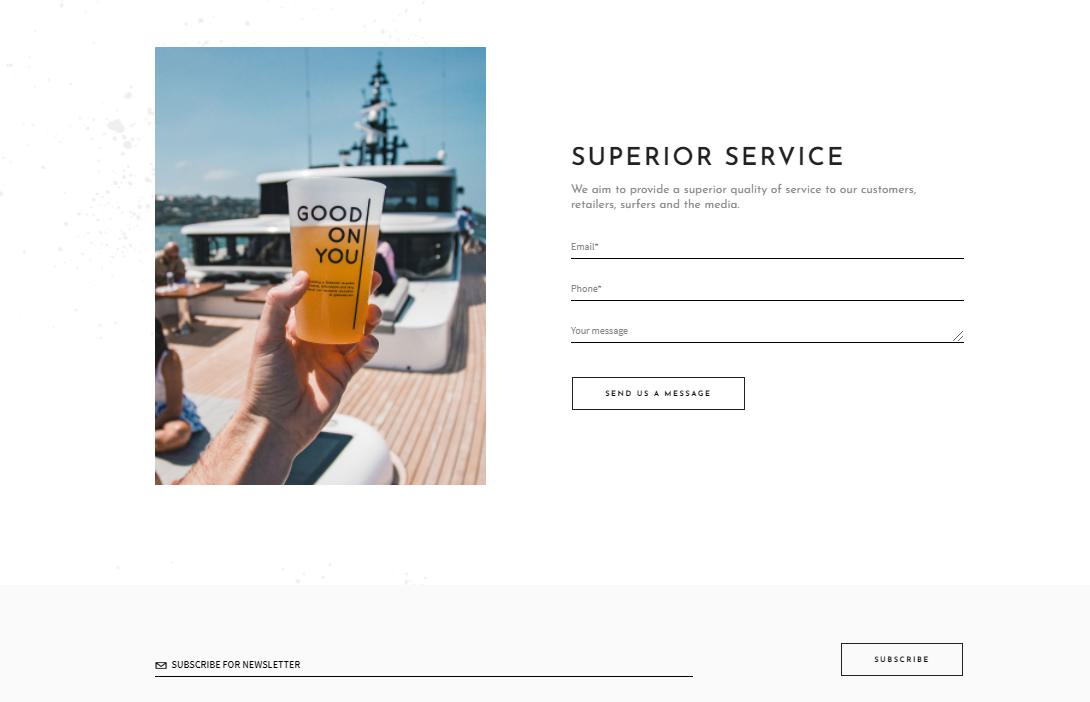 GOOD
ON
YOU
SUPERIOR SERVICE
We aim to provide a superior quality of service to our customers,
retailers, surfers and the media.
Email*
Phone*
Your message
SEND US A MESSAGE
SUBSCRIBE FOR NEWSLETTER
SUBSCRIBE